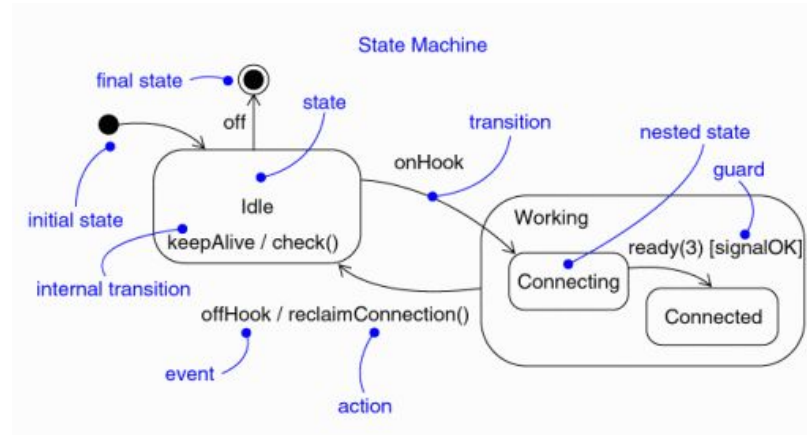 State Machine
final state
state
off
transition
nested state
onHook
guard
initial state
Idle
Working
keepAlive / check()
ready(3) [signalOK]
internal transition
Connecting
offHook / reclaimConnection()
Connected
event
action